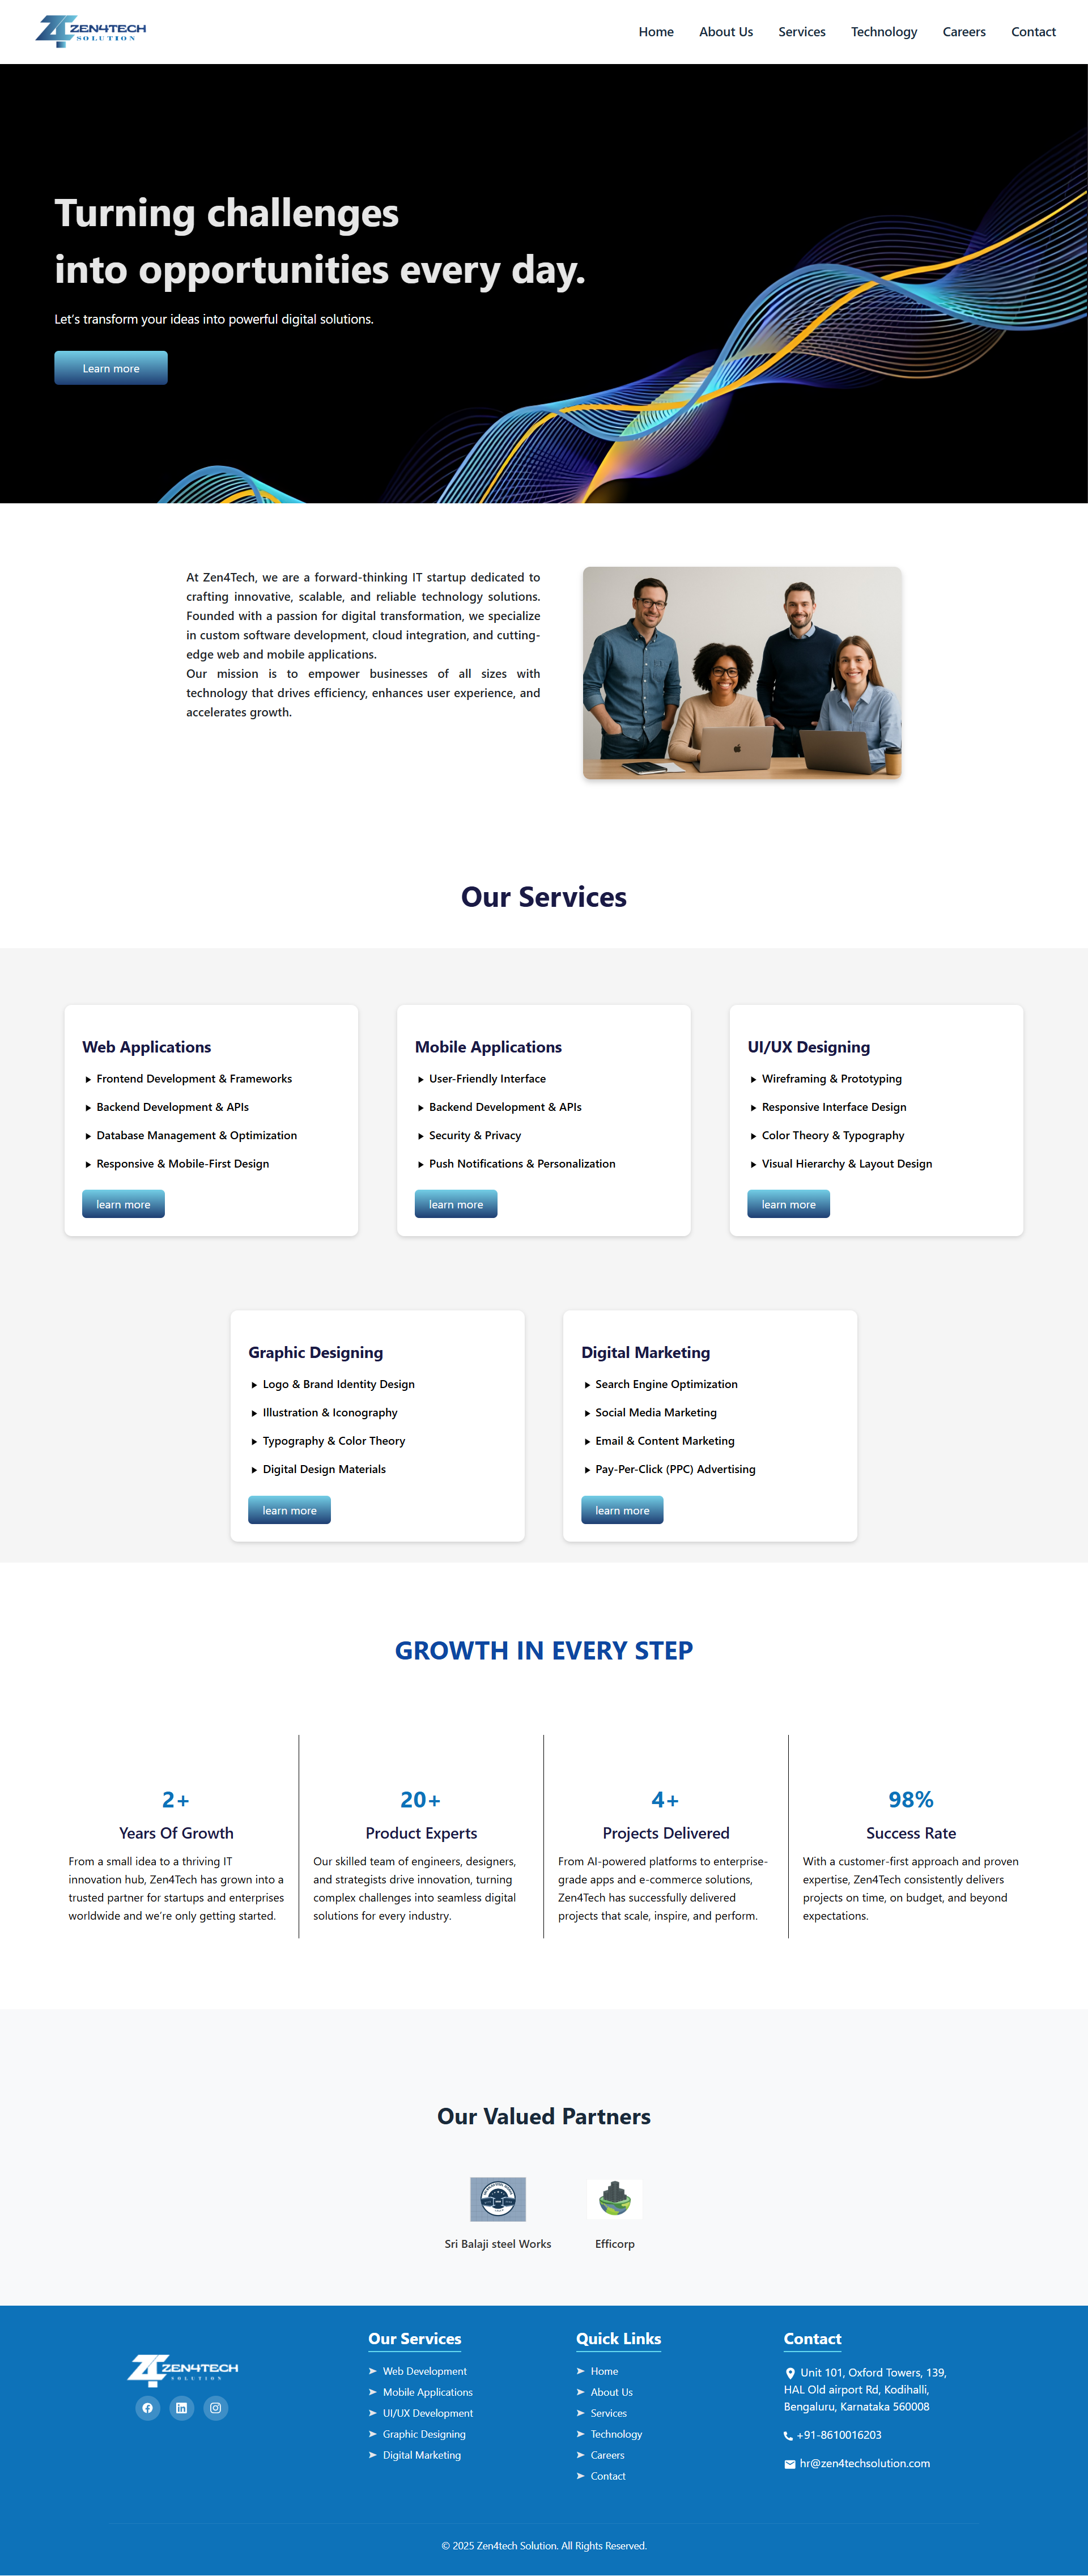 ZEN4TECH
SOLUTION
Home About Us Services Technology Careers Contact
Turning challenges
into opportunities every day.
Let's transform your ideas into powerful digital solutions.
Learn more
At Zen4Tech, we are a forward-thinking IT startup dedicated to
crafting innovative, scalable, and reliable technology solutions.
Founded with a passion for digital transformation, we specialize
in custom software development, cloud integration, and cutting-
edge web and mobile applications.
Our mission is to empower businesses of all sizes with
technology that drives efficiency, enhances user experience, and
accelerates growth.
Our Services
Web Applications
Frontend Development & Frameworks
Backend Development & APIs
Database Management & Optimization
Responsive & Mobile-First Design
learn more
Mobile Applications
User-Friendly Interface
Backend Development & APIs
Security & Privacy
Push Notifications & Personalization
learn more
UI/UX Designing
Wireframing & Prototyping
Responsive Interface Design
Color Theory & Typography
Visual Hierarchy & Layout Design
learn more
Graphic Designing
Logo & Brand Identity Design
Illustration & Iconography
Typography & Color Theory
Digital Design Materials
learn more
Digital Marketing
Search Engine Optimization
Social Media Marketing
Email & Content Marketing
Pay-Per-Click (PPC) Advertising
learn more
GROWTH IN EVERY STEP
2+
Years Of Growth
From a small idea to a thriving IT
innovation hub, Zen4Tech has grown into a
trusted partner for startups and enterprises
worldwide and we're only getting started.
20+
Product Experts
Our skilled team of engineers, designers,
and strategists drive innovation, turning
complex challenges into seamless digital
solutions for every industry.
4+
Projects Delivered
From AI-powered platforms to enterprise-
grade apps and e-commerce solutions,
Zen4Tech has successfully delivered
projects that scale, inspire, and perform.
98%
Success Rate
With a customer-first approach and proven
expertise, Zen4Tech consistently delivers
projects on time, on budget, and beyond
expectations.
Our Valued Partners
Sri Balaji steel Works
Efficorp
ZEN4TECH
SOLUTION
Our Services
Web Development
Mobile Applications
UI/UX Development
Graphic Designing
Digital Marketing
Quick Links
Home
About Us
Services
Technology
Careers
Contact
Contact
Unit 101, Oxford Towers, 139,
HAL Old airport Rd, Kodihalli,
Bengaluru, Karnataka 560008
+91-8610016203
hr@zen4techsolution.com
© 2025 Zen4tech Solution. All Rights Reserved.